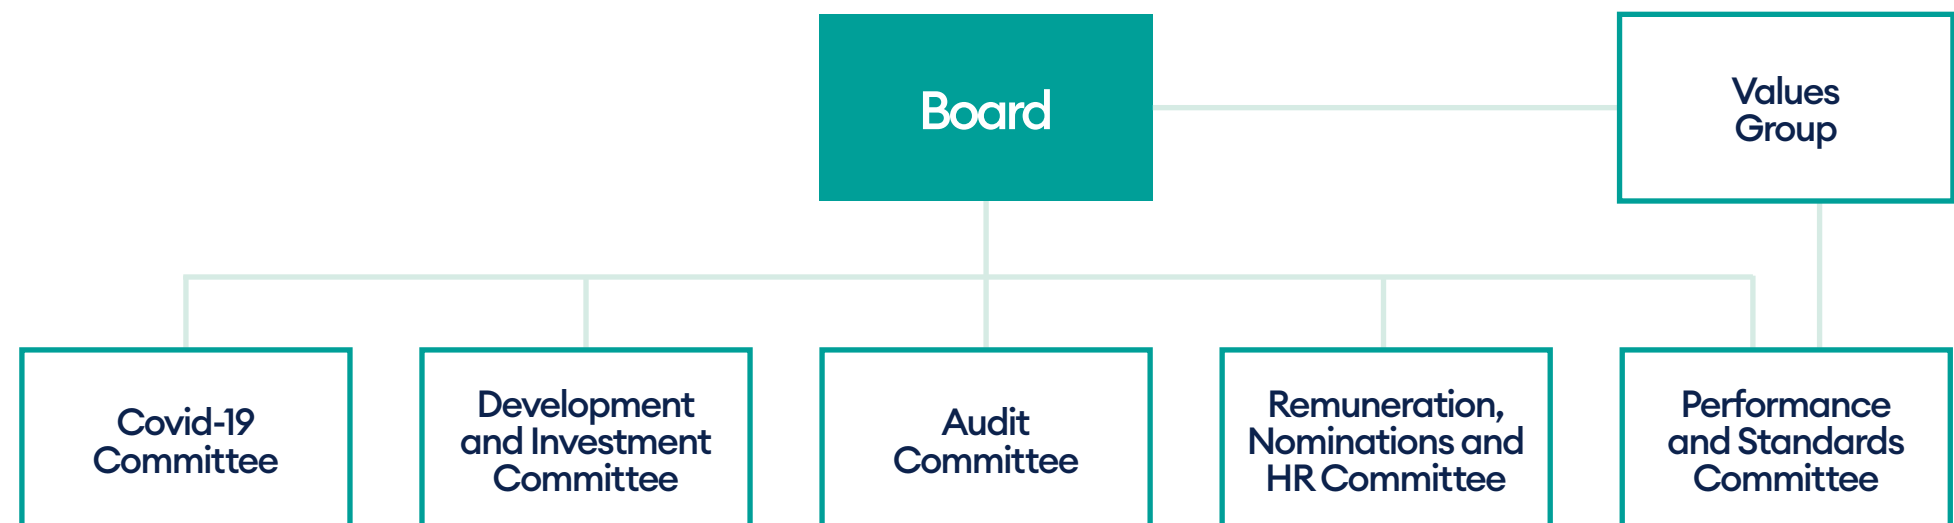 Board
Values
Group
Covid-19
Committee
Development
and Investment
Committee
Audit
Committee
Remuneration,
Nominations and
HR Committee
Performance
and Standards
Committee